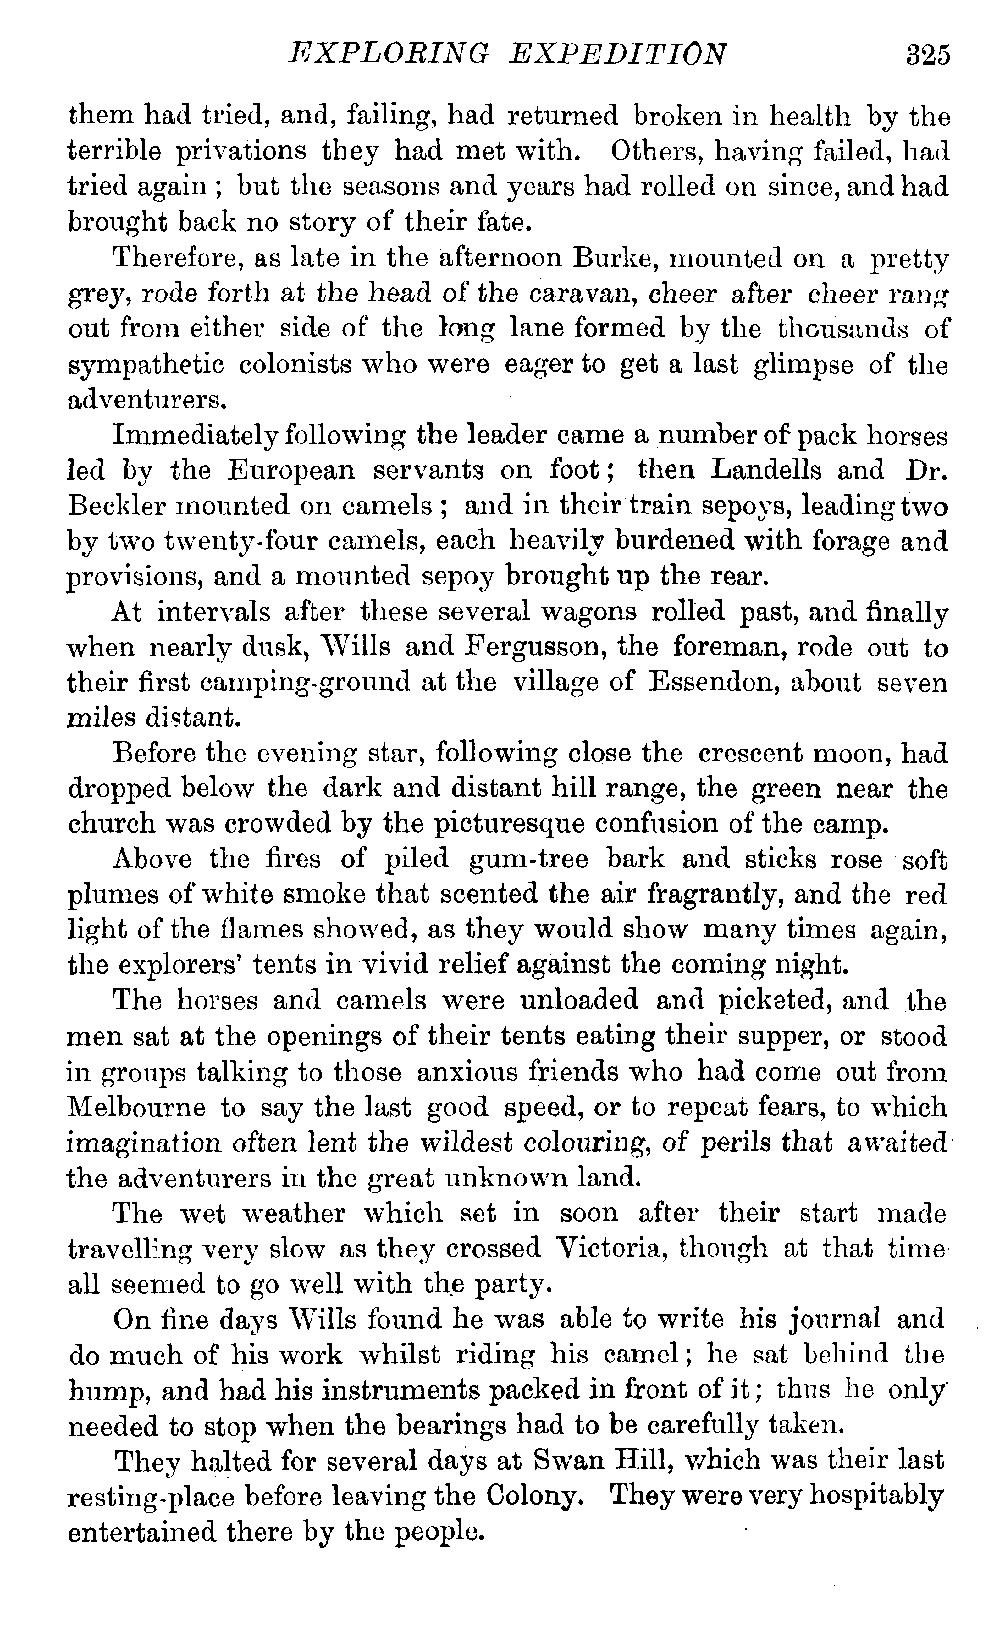 EXPLORING EXPEDITION 325
them had tried, and, failing, had returned broken in health by the
terrible privations they had met with. Others, having failed, had
tried again ; but the seasons and years had rolled on since, and had
brought back no story of their fate.
Therefore, as late in the afternoon Burke, mounted on a pretty
grey, rode forth at the head of the caravan, cheer after cheer rang
out from either side of the long lane formed by the thousands of
sympathetic colonists who were eager to get a last glimpse of the
adventurers.
Immediately following the leader came a number of pack horses
led by the European servants on foot ; then Landells and Dr.
Beckler mounted on camels ; and in their train sepoys, leading two
by two twenty-four camels, each heavily burdened with forage and
provisions, and a mounted sepoy brought up the rear.
At intervals after these several wagons rolled past, and finally
when nearly dusk, Wills and Fergusson, the foreman, rode out to
their first camping-ground at the village of Essendon, about seven
miles distant.
Before the evening star, following close the crescent moon, had
dropped below the dark and distant hill range, the green near the
church was crowded by the picturesque confusion of the camp.
Above the fires of piled gum-tree bark and sticks rose soft
plumes of white smoke that scented the air fragrantly, and the red
light of the flames showed, as they would show many times again,
the explorers' tents in vivid relief against the coming night.
The horses and camels were unloaded and picketed, and the
men sat at the openings of their tents eating their supper, or stood
in groups talking to those anxious friends who had come out from
Melbourne to say the last good speed, or to repeat fears, to which
imagination often lent the wildest colouring, of perils that awaited
the adventurers in the great unknown land.
The wet weather which set in soon after their start made
travelling very slow as they crossed Victoria, though at that time
all seemed to go well with the party.
On fine days Wills found he was able to write his journal and
do much of his work whilst riding his camel ; he sat behind the
hump, and had his instruments packed in front of it ; thus he only
needed to stop when the bearings had to be carefully taken.
They halted for several days at Swan Hill, which was their last
resting-place before leaving the Colony. They were very hospitably
entertained there by the people.